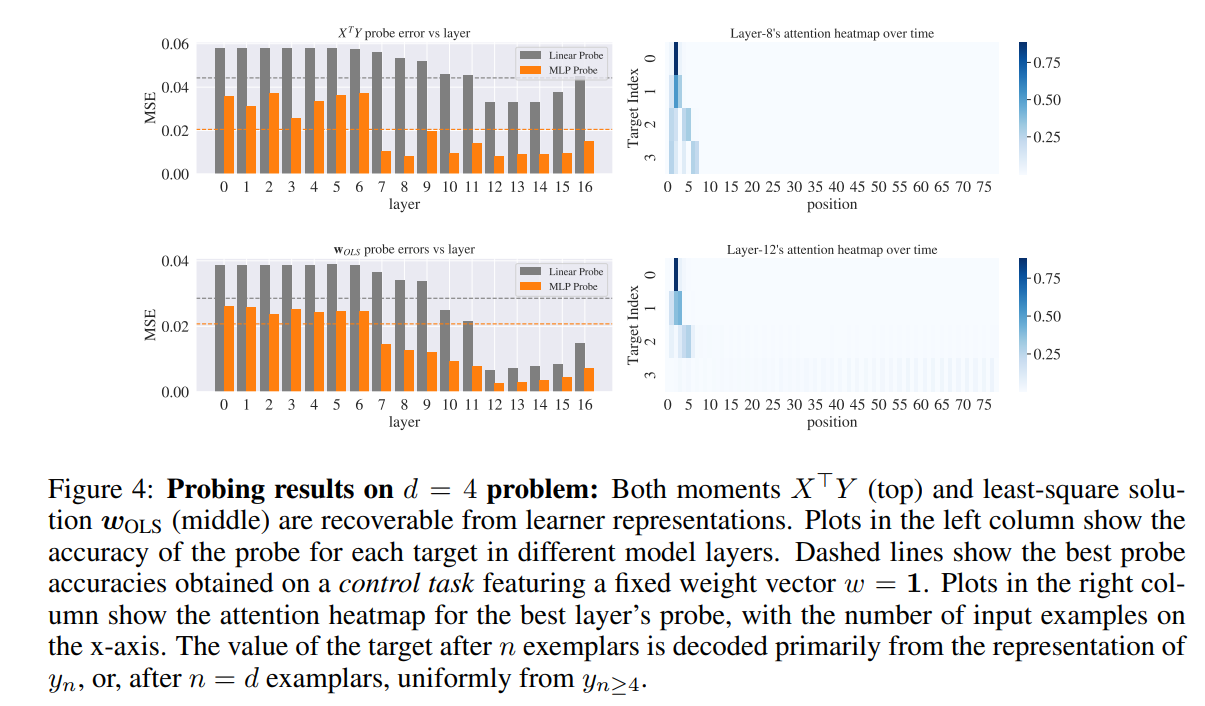 XᵀY probe error vs layer
0.06
0.04
0.02
0.00
MSE
Linear Probe
MLP Probe
0 1 2 3 4 5 6 7 8 9 10 11 12 13 14 15 16
layer
Layer-8's attention heatmap over time
Target Index
0
1
2
3
0 5 10 15 20 25 30 35 40 45 50 55 60 65 70 75
position
0.75
0.50
0.25
w_OLS probe errors vs layer
0.04
0.02
0.00
MSE
Linear Probe
MLP Probe
0 1 2 3 4 5 6 7 8 9 10 11 12 13 14 15 16
layer
Layer-12's attention heatmap over time
Target Index
0
1
2
3
0 5 10 15 20 25 30 35 40 45 50 55 60 65 70 75
position
0.75
0.50
0.25
Figure 4: Probing results on d = 4 problem: Both moments X⊤Y (top) and least-square solu-
tion w_OLS (middle) are recoverable from learner representations. Plots in the left column show the
accuracy of the probe for each target in different model layers. Dashed lines show the best probe
accuracies obtained on a control task featuring a fixed weight vector w = 1. Plots in the right col-
umn show the attention heatmap for the best layer's probe, with the number of input examples on
the x-axis. The value of the target after n exemplars is decoded primarily from the representation of
y_n, or, after n = d examplars, uniformly from y_n≥4.